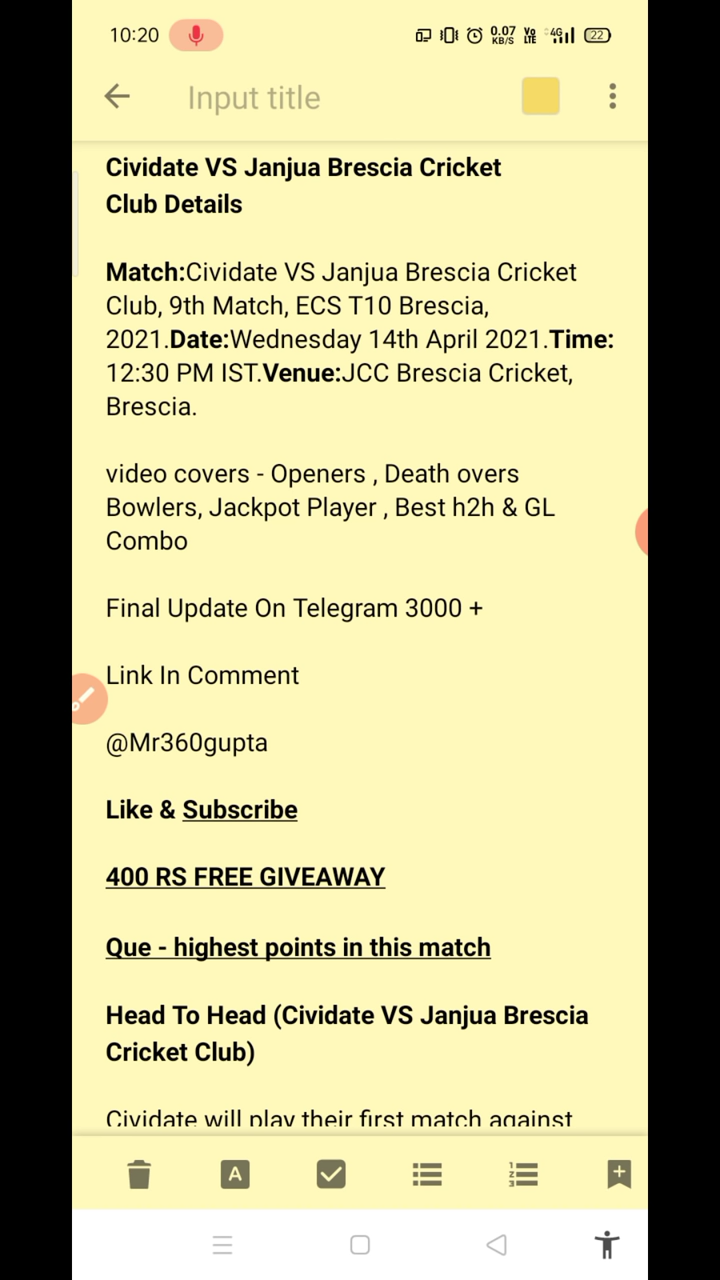 10:20
0.07 KB/S Vo LTE 4G 22
Input title
Cividate VS Janjua Brescia Cricket
Club Details
Match:Cividate VS Janjua Brescia Cricket
Club, 9th Match, ECS T10 Brescia,
2021.Date:Wednesday 14th April 2021.Time:
12:30 PM IST.Venue:JCC Brescia Cricket,
Brescia.
video covers - Openers , Death overs
Bowlers, Jackpot Player , Best h2h & GL
Combo
Final Update On Telegram 3000 +
Link In Comment
@Mr360gupta
Like & Subscribe
400 RS FREE GIVEAWAY
Que - highest points in this match
Head To Head (Cividate VS Janjua Brescia
Cricket Club)
Cividate will play their first match against
A